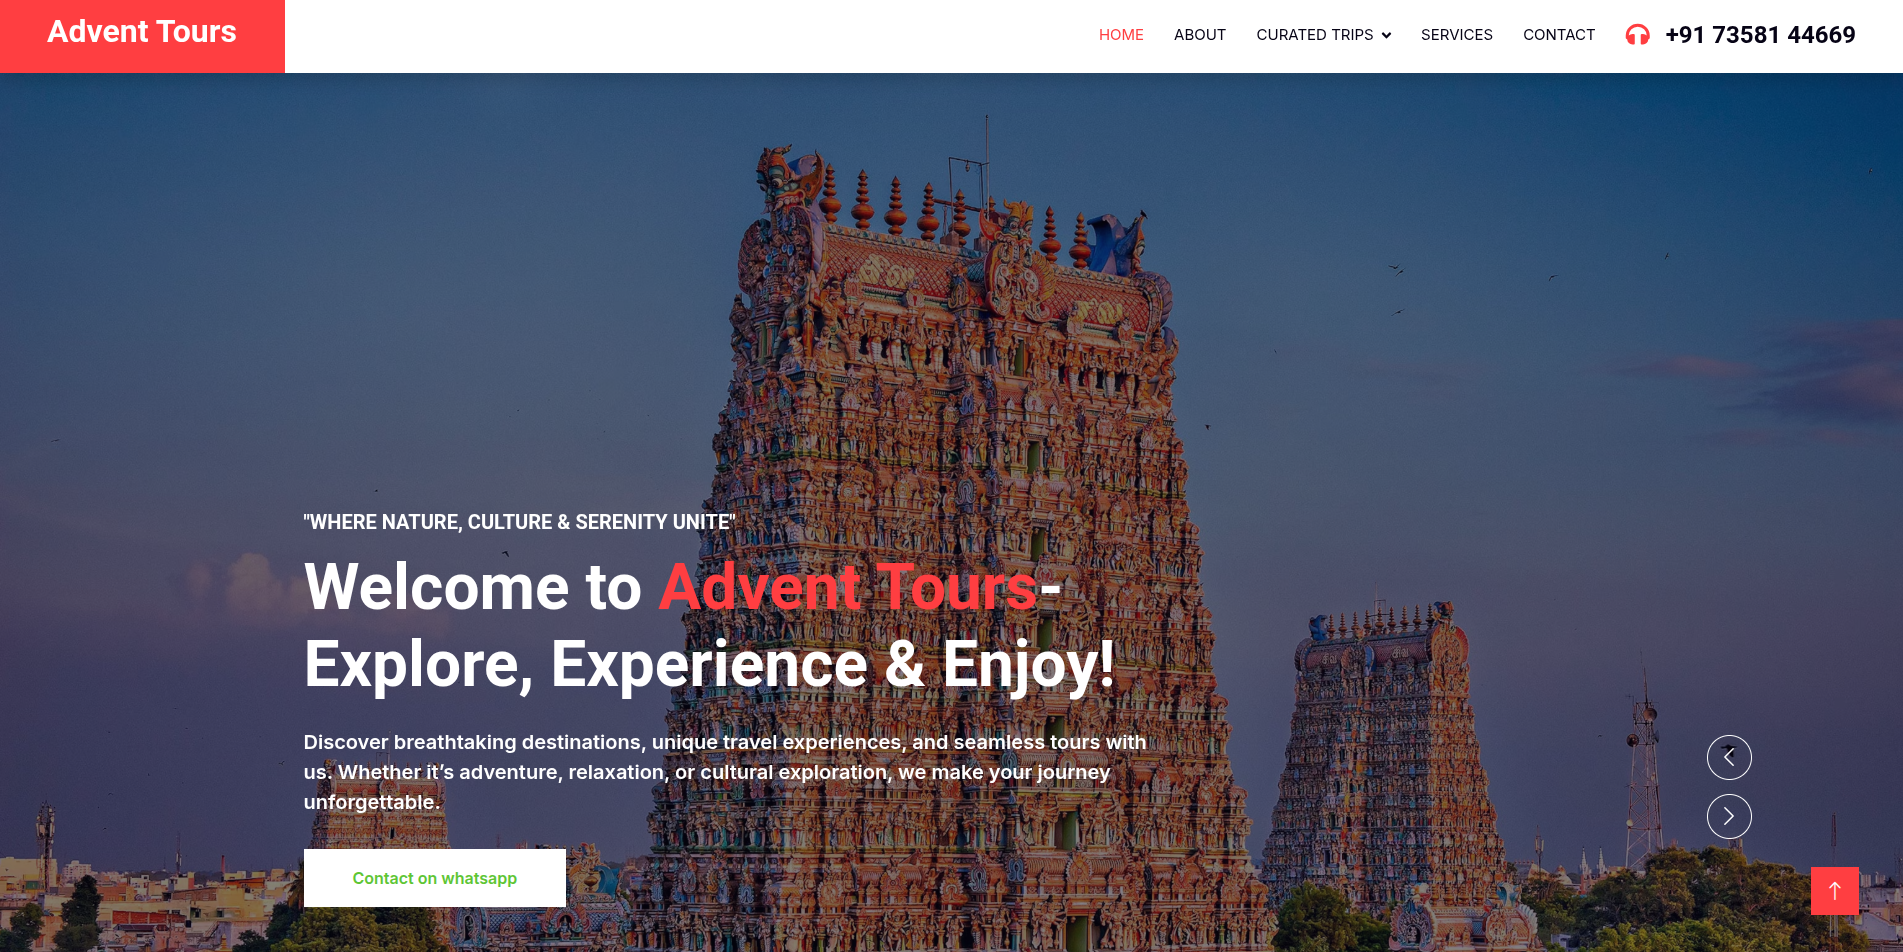 Advent Tours
HOME
ABOUT
CURATED TRIPS
SERVICES
CONTACT
+91 73581 44669
"WHERE NATURE, CULTURE & SERENITY UNITE"
Welcome to Advent Tours-
Explore, Experience & Enjoy!
Discover breathtaking destinations, unique travel experiences, and seamless tours with
us. Whether it’s adventure, relaxation, or cultural exploration, we make your journey
unforgettable.
Contact on whatsapp